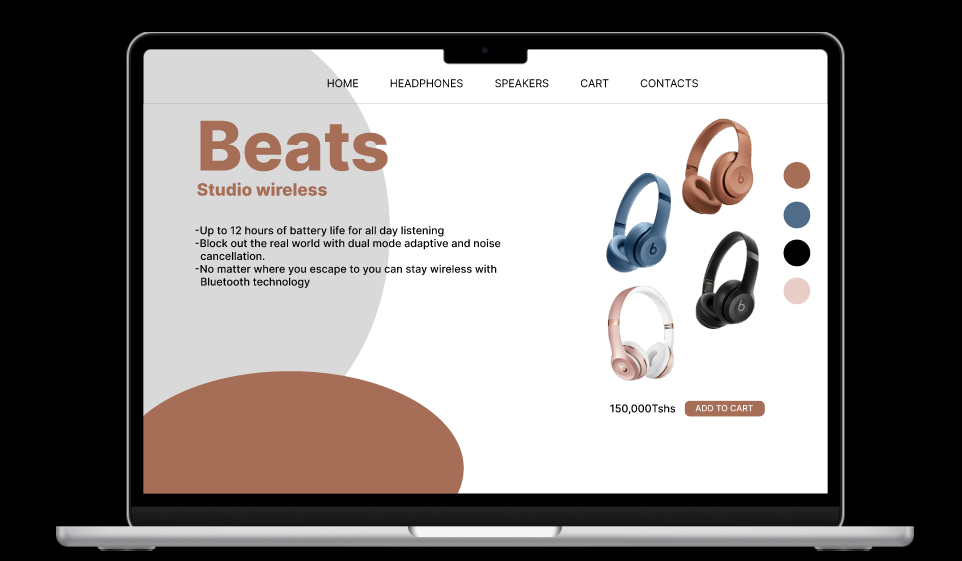 HOME HEADPHONES SPEAKERS CART CONTACTS
Beats
Studio wireless
-Up to 12 hours of battery life for all day listening
-Block out the real world with dual mode adaptive and noise
cancellation.
-No matter where you escape to you can stay wireless with
Bluetooth technology
150,000Tshs ADD TO CART